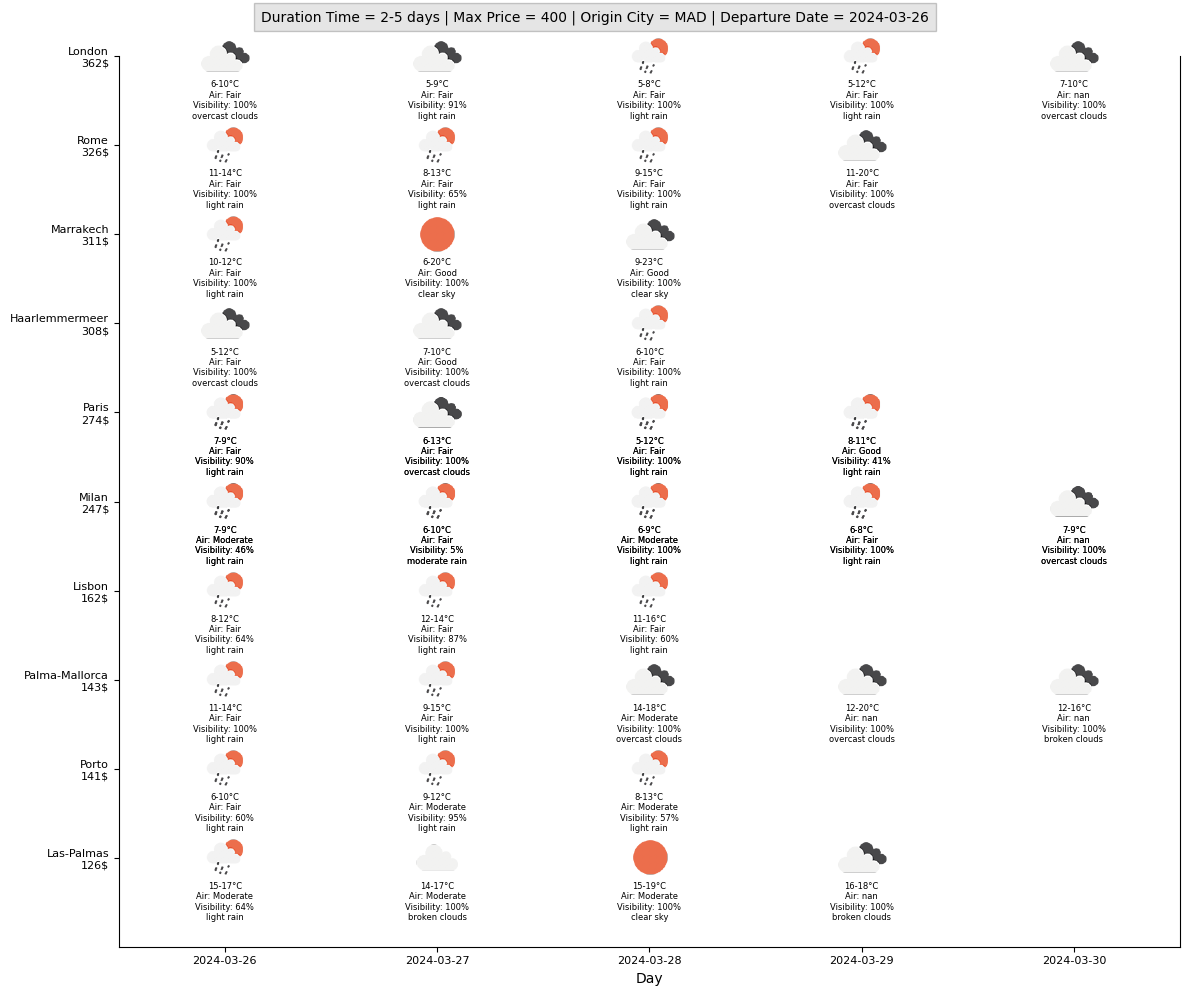 Duration Time = 2-5 days | Max Price = 400 | Origin City = MAD | Departure Date = 2024-03-26
London
362$
6-10°C
Air: Fair
Visibility: 100%
overcast clouds
5-9°C
Air: Fair
Visibility: 91%
light rain
5-8°C
Air: Fair
Visibility: 100%
light rain
5-12°C
Air: Fair
Visibility: 100%
light rain
7-10°C
Air: nan
Visibility: 100%
overcast clouds
Rome
326$
11-14°C
Air: Fair
Visibility: 100%
light rain
8-13°C
Air: Fair
Visibility: 65%
light rain
9-15°C
Air: Fair
Visibility: 100%
light rain
11-20°C
Air: Fair
Visibility: 100%
overcast clouds
Marrakech
311$
10-12°C
Air: Fair
Visibility: 100%
light rain
6-20°C
Air: Good
Visibility: 100%
clear sky
9-23°C
Air: Good
Visibility: 100%
clear sky
Haarlemmermeer
308$
5-12°C
Air: Fair
Visibility: 100%
overcast clouds
7-10°C
Air: Good
Visibility: 100%
overcast clouds
6-10°C
Air: Fair
Visibility: 100%
light rain
Paris
274$
7-9°C
Air: Fair
Visibility: 90%
light rain
6-13°C
Air: Fair
Visibility: 100%
overcast clouds
5-12°C
Air: Fair
Visibility: 100%
light rain
8-11°C
Air: Good
Visibility: 41%
light rain
Milan
247$
7-9°C
Air: Moderate
Visibility: 46%
light rain
6-10°C
Air: Fair
Visibility: 5%
moderate rain
6-9°C
Air: Moderate
Visibility: 100%
light rain
6-8°C
Air: Fair
Visibility: 100%
light rain
7-9°C
Air: nan
Visibility: 100%
overcast clouds
Lisbon
162$
8-12°C
Air: Fair
Visibility: 64%
light rain
12-14°C
Air: Fair
Visibility: 87%
light rain
11-16°C
Air: Fair
Visibility: 60%
light rain
Palma-Mallorca
143$
11-14°C
Air: Fair
Visibility: 100%
light rain
9-15°C
Air: Fair
Visibility: 100%
light rain
14-18°C
Air: Moderate
Visibility: 100%
overcast clouds
12-20°C
Air: nan
Visibility: 100%
overcast clouds
12-16°C
Air: nan
Visibility: 100%
broken clouds
Porto
141$
6-10°C
Air: Fair
Visibility: 60%
light rain
9-12°C
Air: Moderate
Visibility: 95%
light rain
8-13°C
Air: Moderate
Visibility: 57%
light rain
Las-Palmas
126$
15-17°C
Air: Moderate
Visibility: 64%
light rain
14-17°C
Air: Moderate
Visibility: 100%
broken clouds
15-19°C
Air: Moderate
Visibility: 100%
clear sky
16-18°C
Air: nan
Visibility: 100%
broken clouds
2024-03-26
2024-03-27
2024-03-28
2024-03-29
2024-03-30
Day